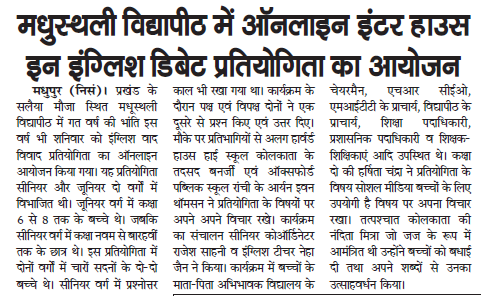 मधुस्थली विद्यापीठ में ऑनलाइन इंटर हाउस
इन इंग्लिश डिबेट प्रतियोगिता का आयोजन
मधुपुर (निसं)। प्रखंड के
सलैया मौजा स्थित मधुस्थली
विद्यापीठ में गत वर्ष की भांति इस
वर्ष भी शनिवार को इंग्लिश वाद
विवाद प्रतियोगिता का ऑनलाइन
आयोजन किया गया। यह प्रतियोगिता
सीनियर और जूनियर दो वर्गों में
विभाजित थी। जूनियर वर्ग में कक्षा
6 से 8 तक के बच्चे थे। जबकि
सीनियर वर्ग में कक्षा नवम से बारहवीं
तक के छात्र थे। इस प्रतियोगिता में
दोनों वर्गों में चारों सदनों के दो-दो
बच्चे थे। सीनियर वर्ग में प्रश्नोत्तर
काल भी रखा गया था। कार्यक्रम के
दौरान पक्ष एवं विपक्ष दोनों ने एक
दूसरे से प्रश्न किए एवं उत्तर दिए।
मौके पर प्रतिभागियों से अलग हार्वर्ड
हाउस हाई स्कूल कोलकाता के
तदसद बनर्जी एवं ऑक्सफोर्ड
पब्लिक स्कूल रांची के आर्यन इवन
थॉमसन ने प्रतियोगिता के विषयों पर
अपने अपने विचार रखे। कार्यक्रम
का संचालन सीनियर कोऑर्डिनेटर
राजेश साहनी व इंग्लिश टीचर नेहा
जैन ने किया। कार्यक्रम में बच्चों के
माता-पिता अभिभावक विद्यालय के
चेयरमैन, एचआर सीईओ,
एमआईटीटी के प्राचार्य, विद्यापीठ के
प्राचार्य, शिक्षा पदाधिकारी,
प्रशासनिक पदाधिकारी व शिक्षक-
शिक्षिकाएं आदि उपस्थित थे। कक्षा
दो की हर्षिता चंद्रा ने प्रतियोगिता के
विषय सोशल मीडिया बच्चों के लिए
उपयोगी है विषय पर अपना विचार
रखा। तत्पश्चात कोलकाता की
नंदिता मित्रा जो जज के रूप में
आमंत्रित थी उन्होंने बच्चों को बधाई
दी तथा अपने शब्दों से उनका
उत्साहवर्धन किया।